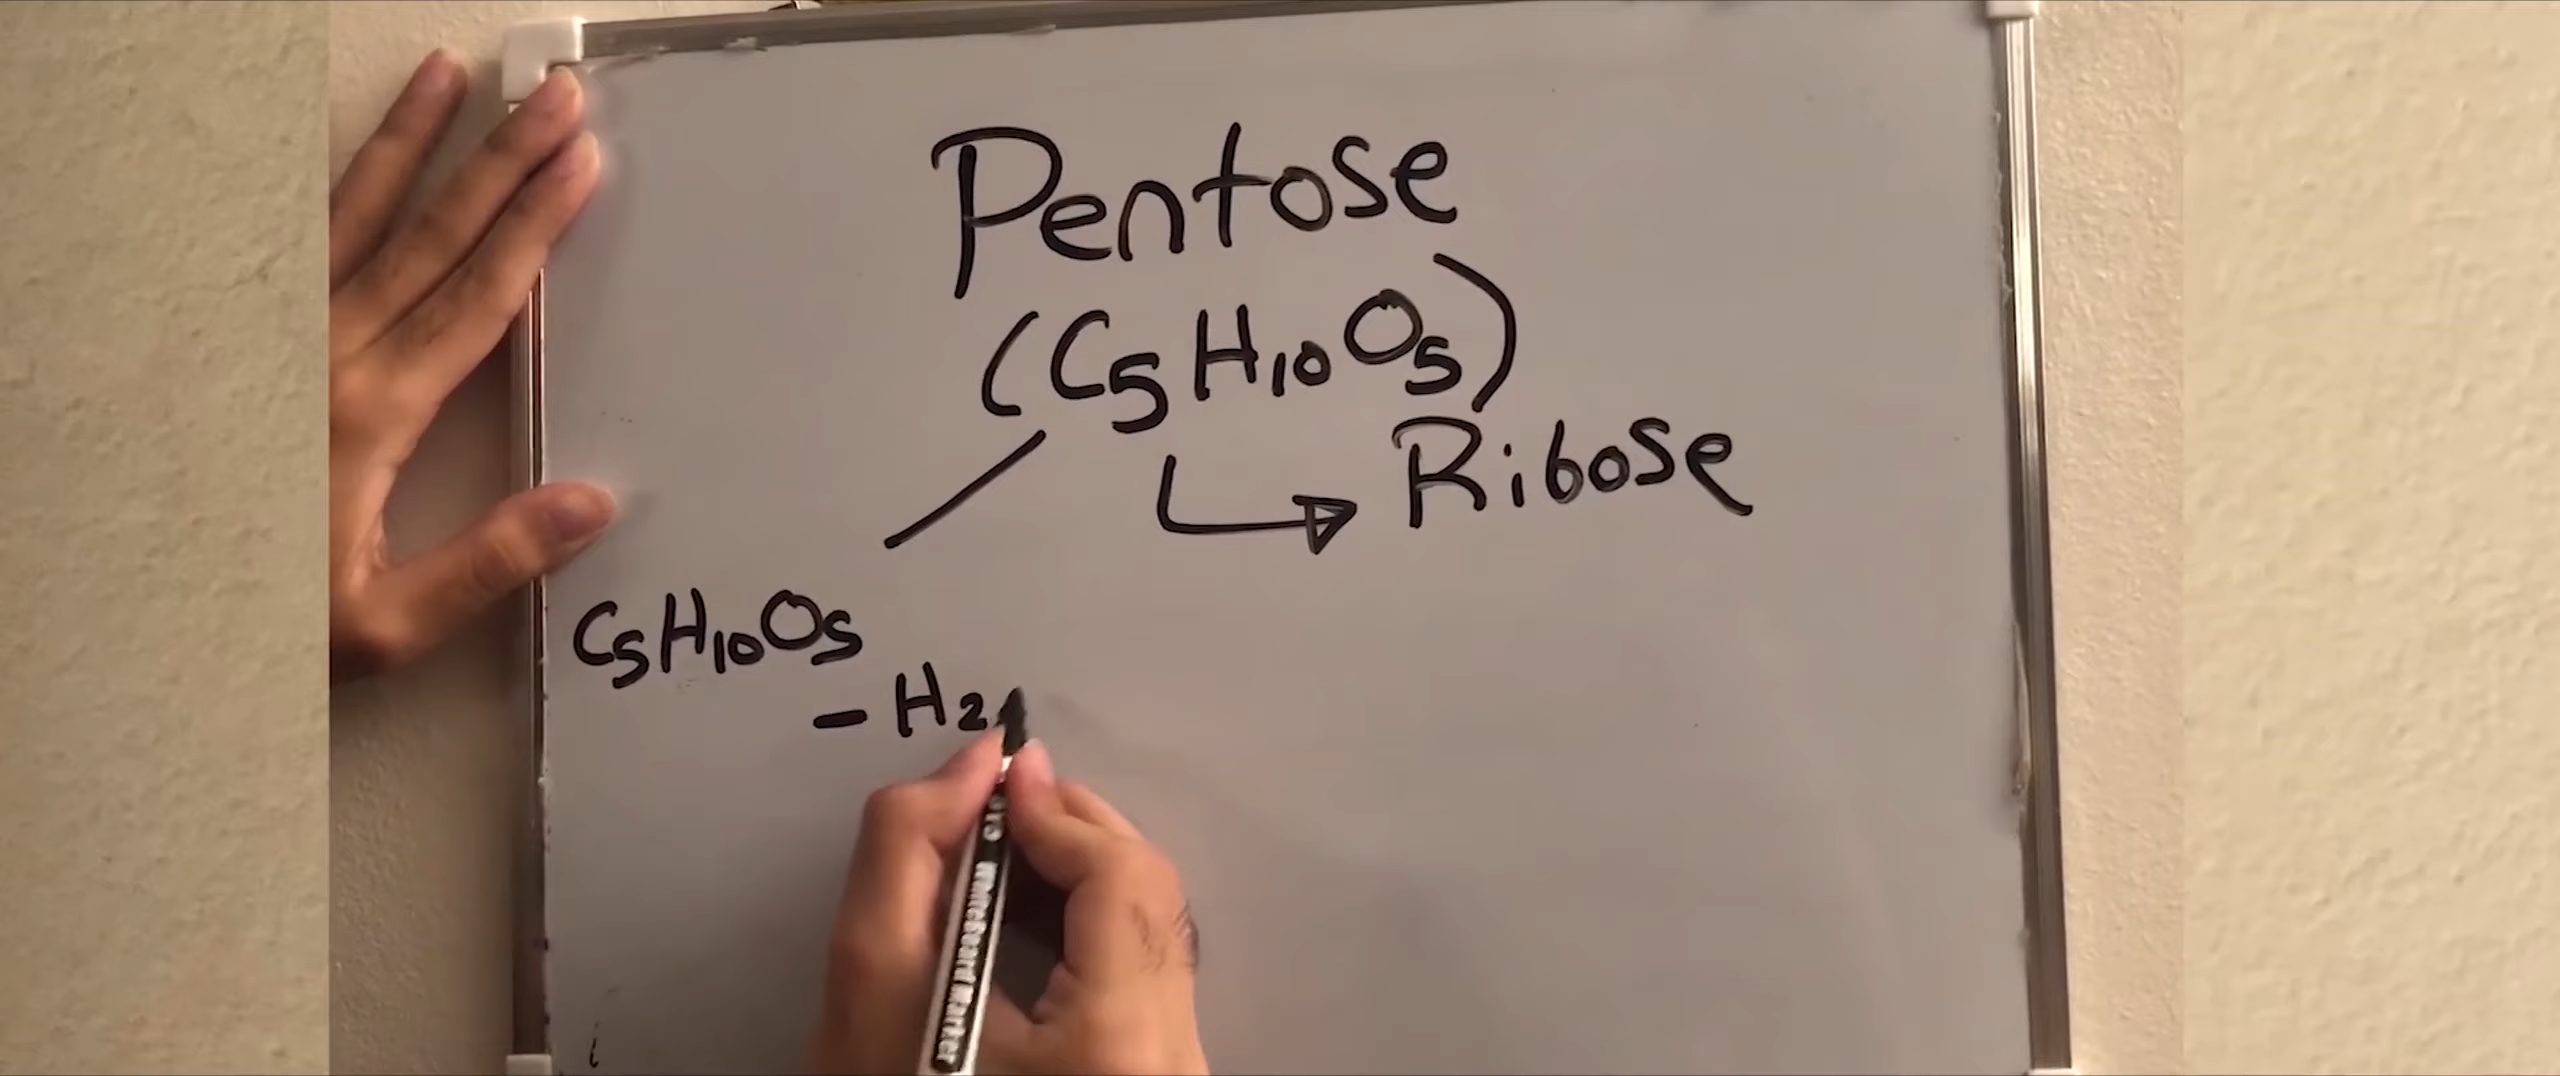 Pentose
(C5H10O5)
Ribose
C5H10O5
- H2
Whiteboard Marker